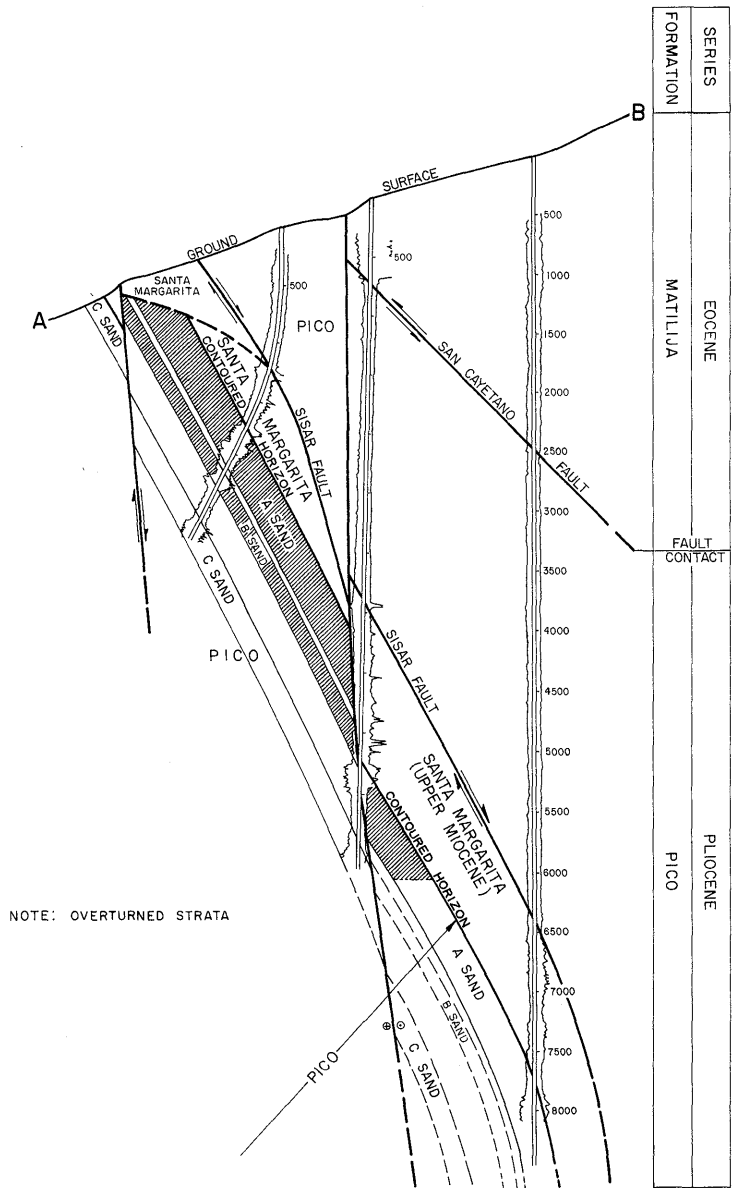 FORMATION
SERIES
B
SURFACE
GROUND
A
C SAND
SANTA
MARGARITA
500
PICO
500
500
1000
1500
2000
2500
3000
3500
4000
4500
5000
5500
6000
6500
7000
7500
8000
MATILIJA
EOCENE
SAN CAYETANO
FAULT
FAULT
CONTACT
SANTA
MARGARITA
CONTOURED
HORIZON
SISAR FAULT
A SAND
B SAND
C SAND
PICO
SISAR FAULT
SANTA MARGARITA
(UPPER MIOCENE)
CONTOURED HORIZON
PICO
PLIOCENE
NOTE: OVERTURNED STRATA
A SAND
B SAND
C SAND
PICO